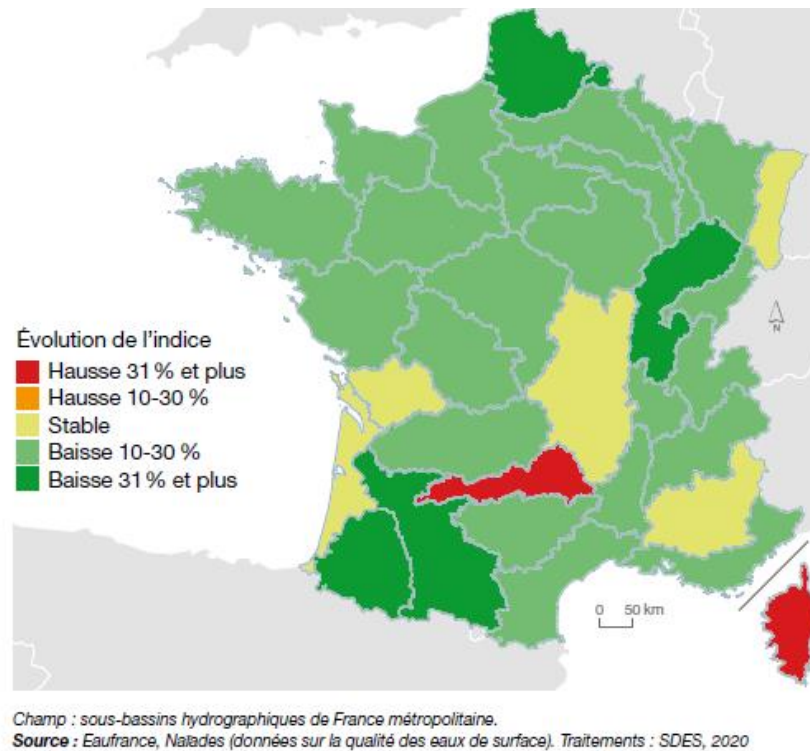 Évolution de l'indice
Hausse 31 % et plus
Hausse 10-30 %
Stable
Baisse 10-30 %
Baisse 31 % et plus
N
0 50 km
Champ : sous-bassins hydrographiques de France métropolitaine.
Source : Eaufrance, Naïades (données sur la qualité des eaux de surface). Traitements : SDES, 2020